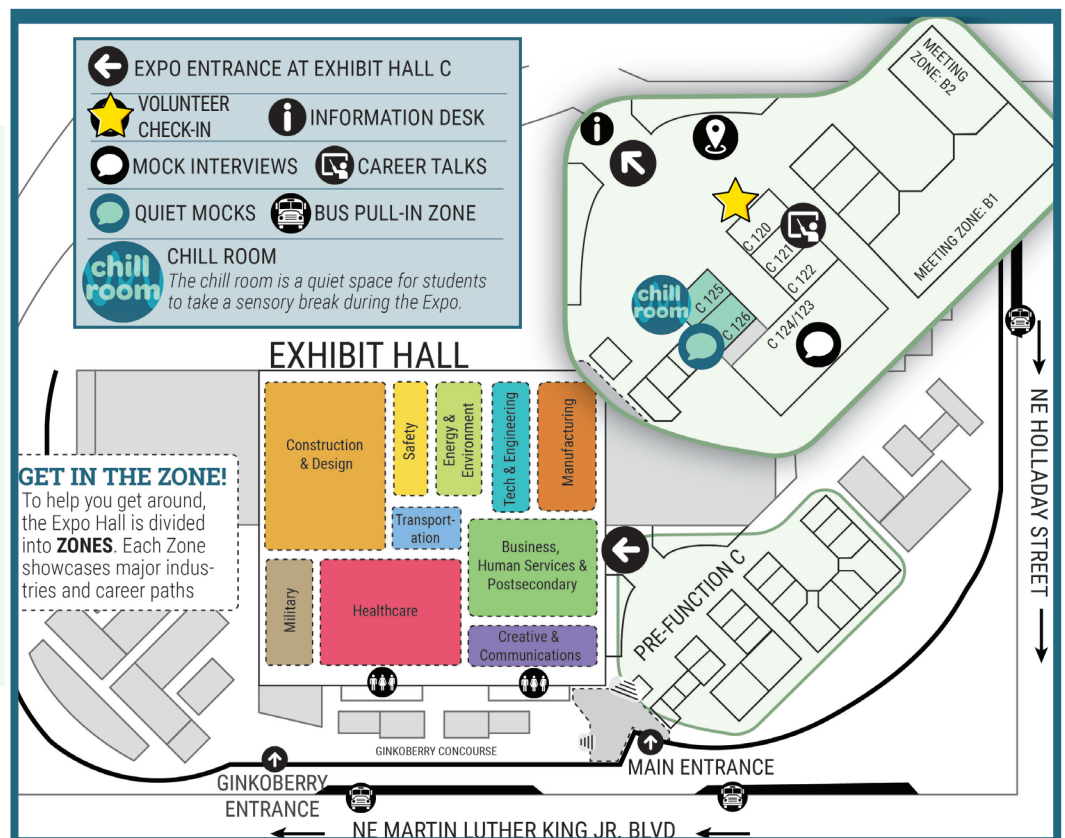 EXPO ENTRANCE AT EXHIBIT HALL C
VOLUNTEER
CHECK-IN
INFORMATION DESK
MOCK INTERVIEWS
CAREER TALKS
QUIET MOCKS
BUS PULL-IN ZONE
chill
room
CHILL ROOM
The chill room is a quiet space for students
to take a sensory break during the Expo.
MEETING
ZONE: B2
MEETING ZONE: B1
C 120
C 121
C 122
C 124/123
chill
room
C 125
C 126
EXHIBIT HALL
Construction
& Design
Safety
Energy &
Environment
Tech & Engineering
Manufacturing
Transport-
ation
Business,
Human Services &
Postsecondary
Military
Healthcare
Creative &
Communications
GET IN THE ZONE!
To help you get around,
the Expo Hall is divided
into ZONES. Each Zone
showcases major indus-
tries and career paths
PRE-FUNCTION C
NE HOLLADAY STREET
GINKOBERRY CONCOURSE
GINKOBERRY
ENTRANCE
MAIN ENTRANCE
NE MARTIN LUTHER KING JR. BLVD